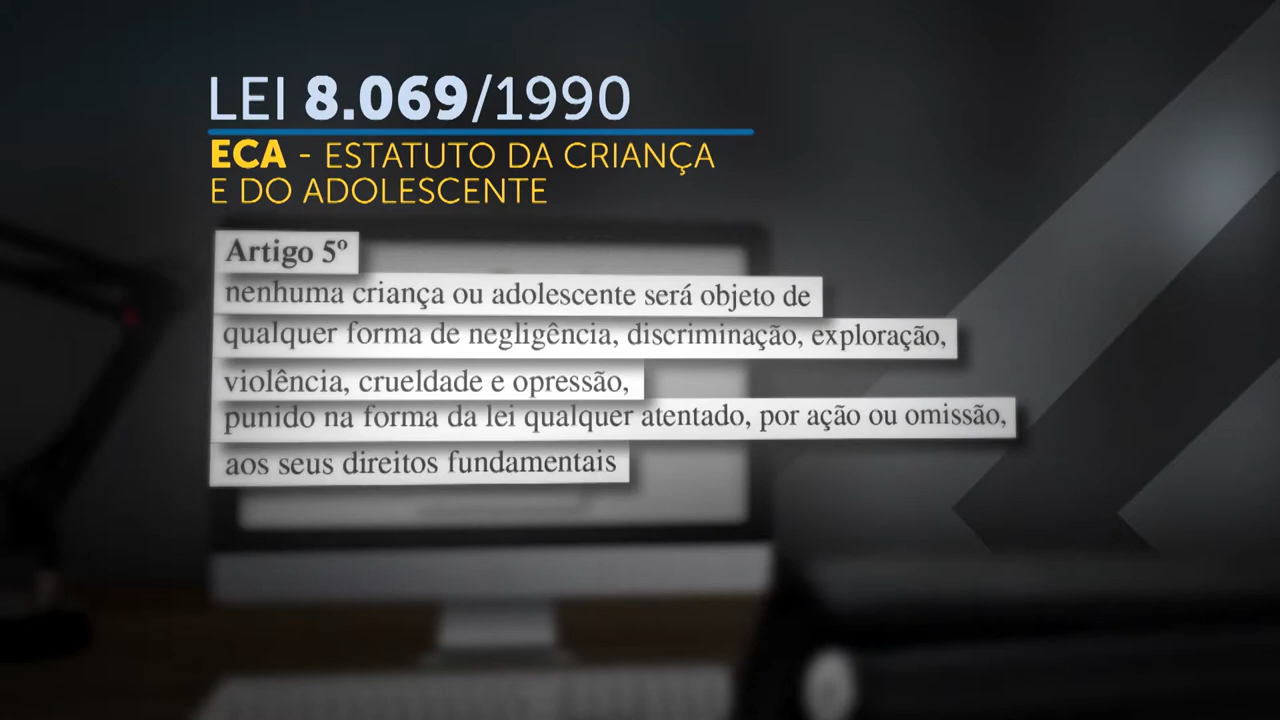 LEI 8.069/1990
ECA - ESTATUTO DA CRIANÇA
E DO ADOLESCENTE
Artigo 5º
nenhuma criança ou adolescente será objeto de
qualquer forma de negligência, discriminação, exploração,
violência, crueldade e opressão,
punido na forma da lei qualquer atentado, por ação ou omissão,
aos seus direitos fundamentais